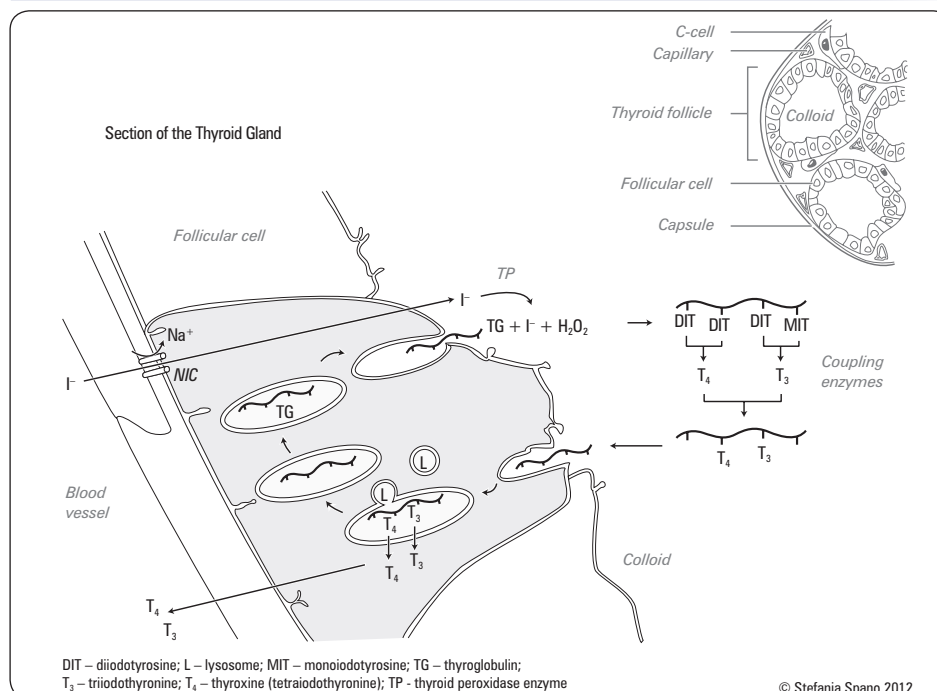 C-cell
Capillary
Thyroid follicle
Colloid
Follicular cell
Capsule
Section of the Thyroid Gland
Follicular cell
TP
I⁻
TG + I⁻ + H₂O₂
Na⁺
NIC
I⁻
DIT DIT DIT MIT
T₄ T₃
Coupling
enzymes
T₄ T₃
TG
L
L
T₄ T₃
T₄ T₃
Blood
vessel
Colloid
T₄
T₃
DIT – diiodotyrosine; L – lysosome; MIT – monoiodotyrosine; TG – thyroglobulin;
T₃ – triiodothyronine; T₄ – thyroxine (tetraiodothyronine); TP - thyroid peroxidase enzyme
© Stefania Spano 2012